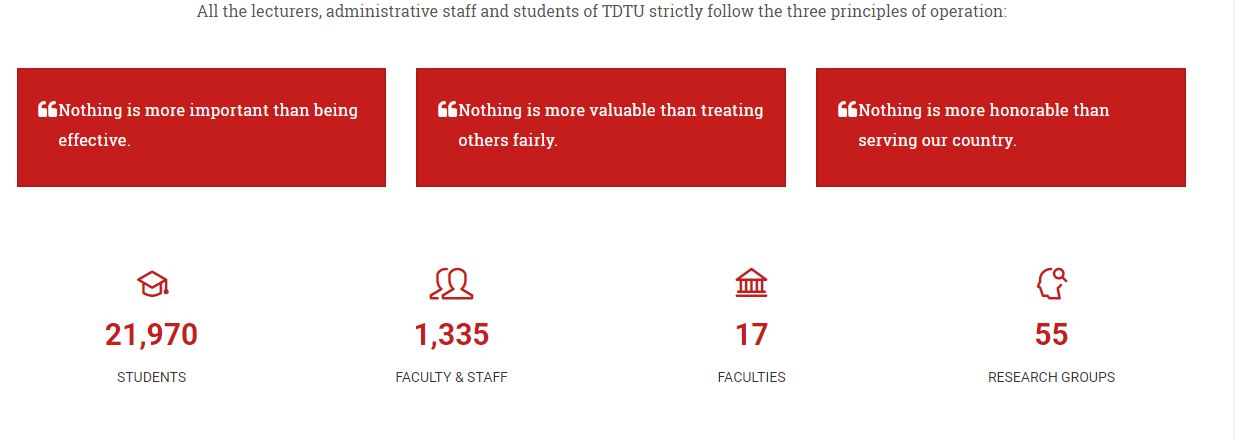 All the lecturers, administrative staff and students of TDTU strictly follow the three principles of operation:
❝Nothing is more important than being
effective.
❝Nothing is more valuable than treating
others fairly.
❝Nothing is more honorable than
serving our country.
21,970
STUDENTS
1,335
FACULTY & STAFF
17
FACULTIES
55
RESEARCH GROUPS